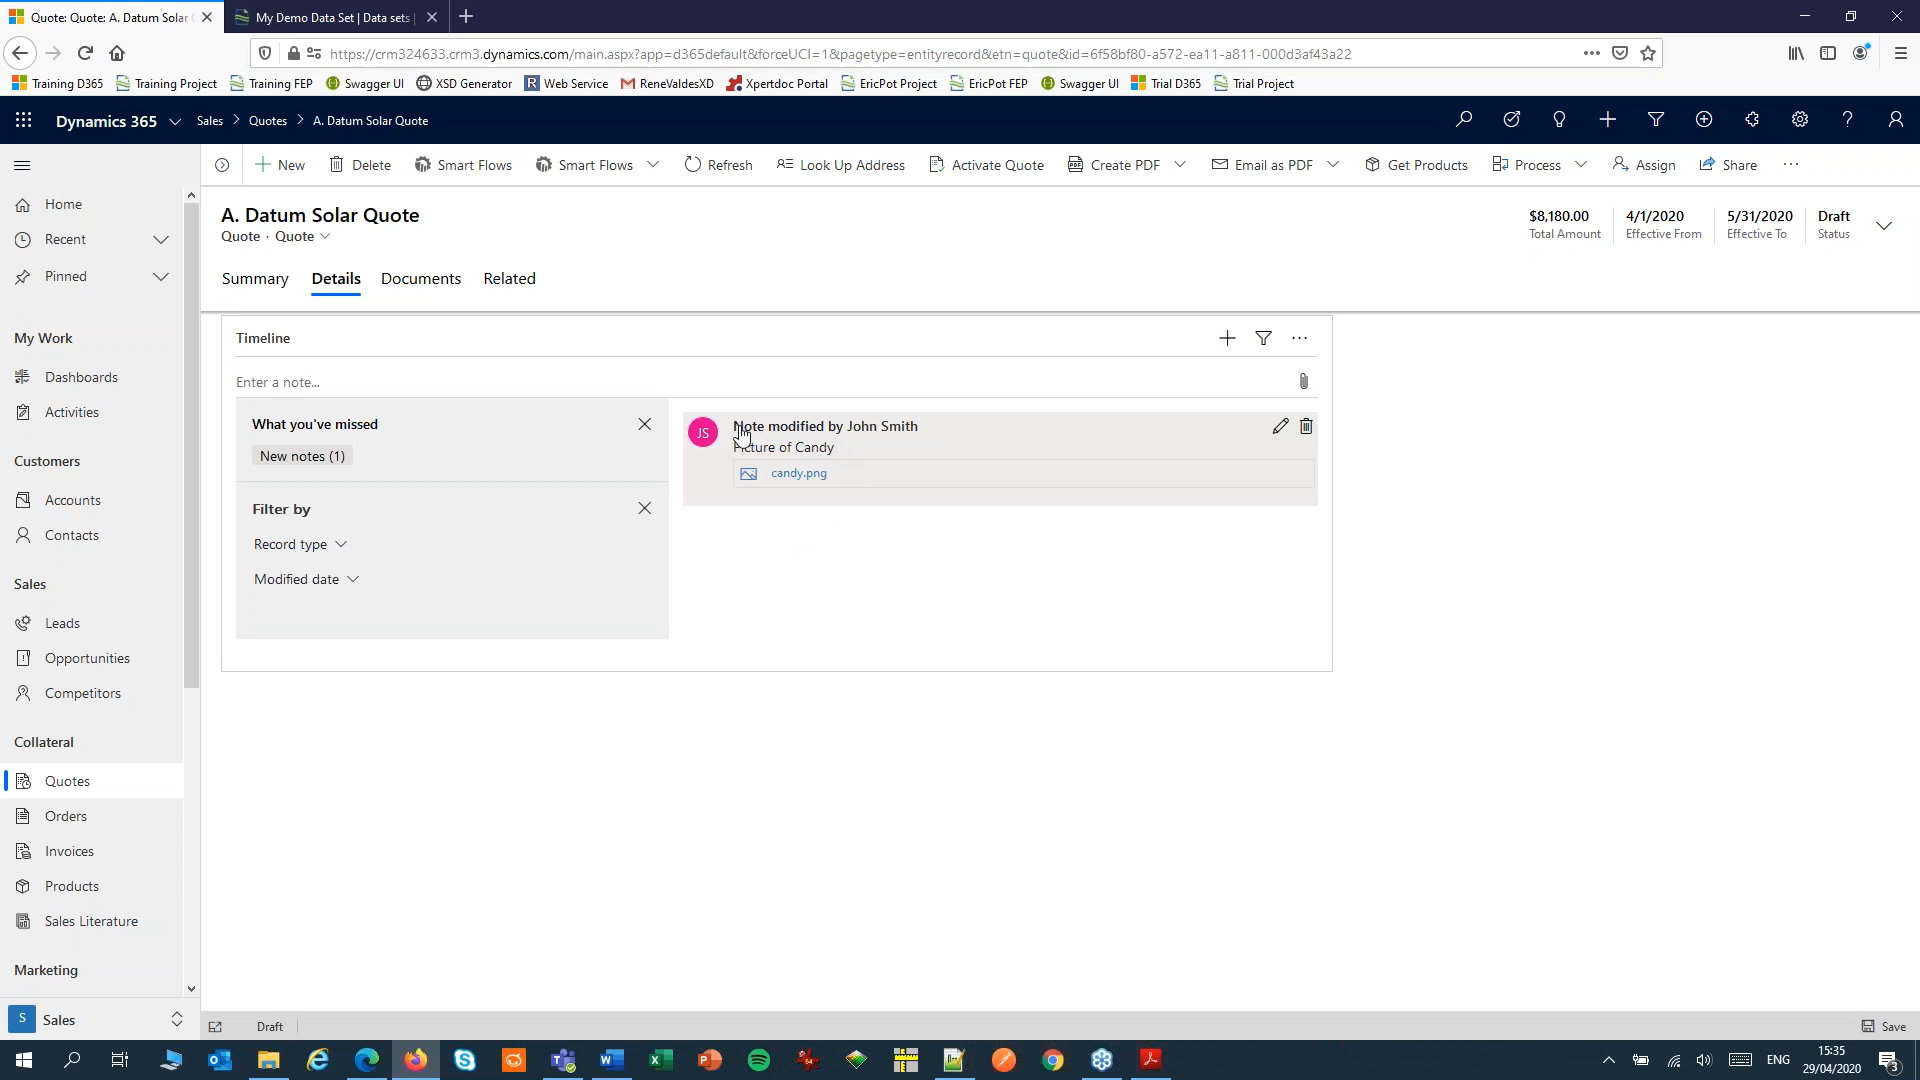 Quote: Quote: A. Datum Solar
My Demo Data Set | Data sets |
https://crm324633.crm3.dynamics.com/main.aspx?app=d365default&forceUCI=1&pagetype=entityrecord&etn=quote&id=6f58bf80-a572-ea11-a811-000d3af43a22
Training D365 Training Project Training FEP Swagger UI XSD Generator Web Service ReneValdesXD Xpertdoc Portal EricPot Project EricPot FEP Swagger UI Trial D365 Trial Project
Dynamics 365 Sales > Quotes > A. Datum Solar Quote
New Delete Smart Flows Smart Flows Refresh Look Up Address Activate Quote Create PDF Email as PDF Get Products Process Assign Share
Home
Recent
Pinned
My Work
Dashboards
Activities
Customers
Accounts
Contacts
Sales
Leads
Opportunities
Competitors
Collateral
Quotes
Orders
Invoices
Products
Sales Literature
Marketing
S Sales
A. Datum Solar Quote
Quote · Quote
$8,180.00 4/1/2020 5/31/2020 Draft
Total Amount Effective From Effective To Status
Summary Details Documents Related
Timeline
Enter a note...
What you've missed
New notes (1)
Filter by
Record type
Modified date
JS
Note modified by John Smith
Picture of Candy
candy.png
Draft
Save
ENG
15:35
29/04/2020
3